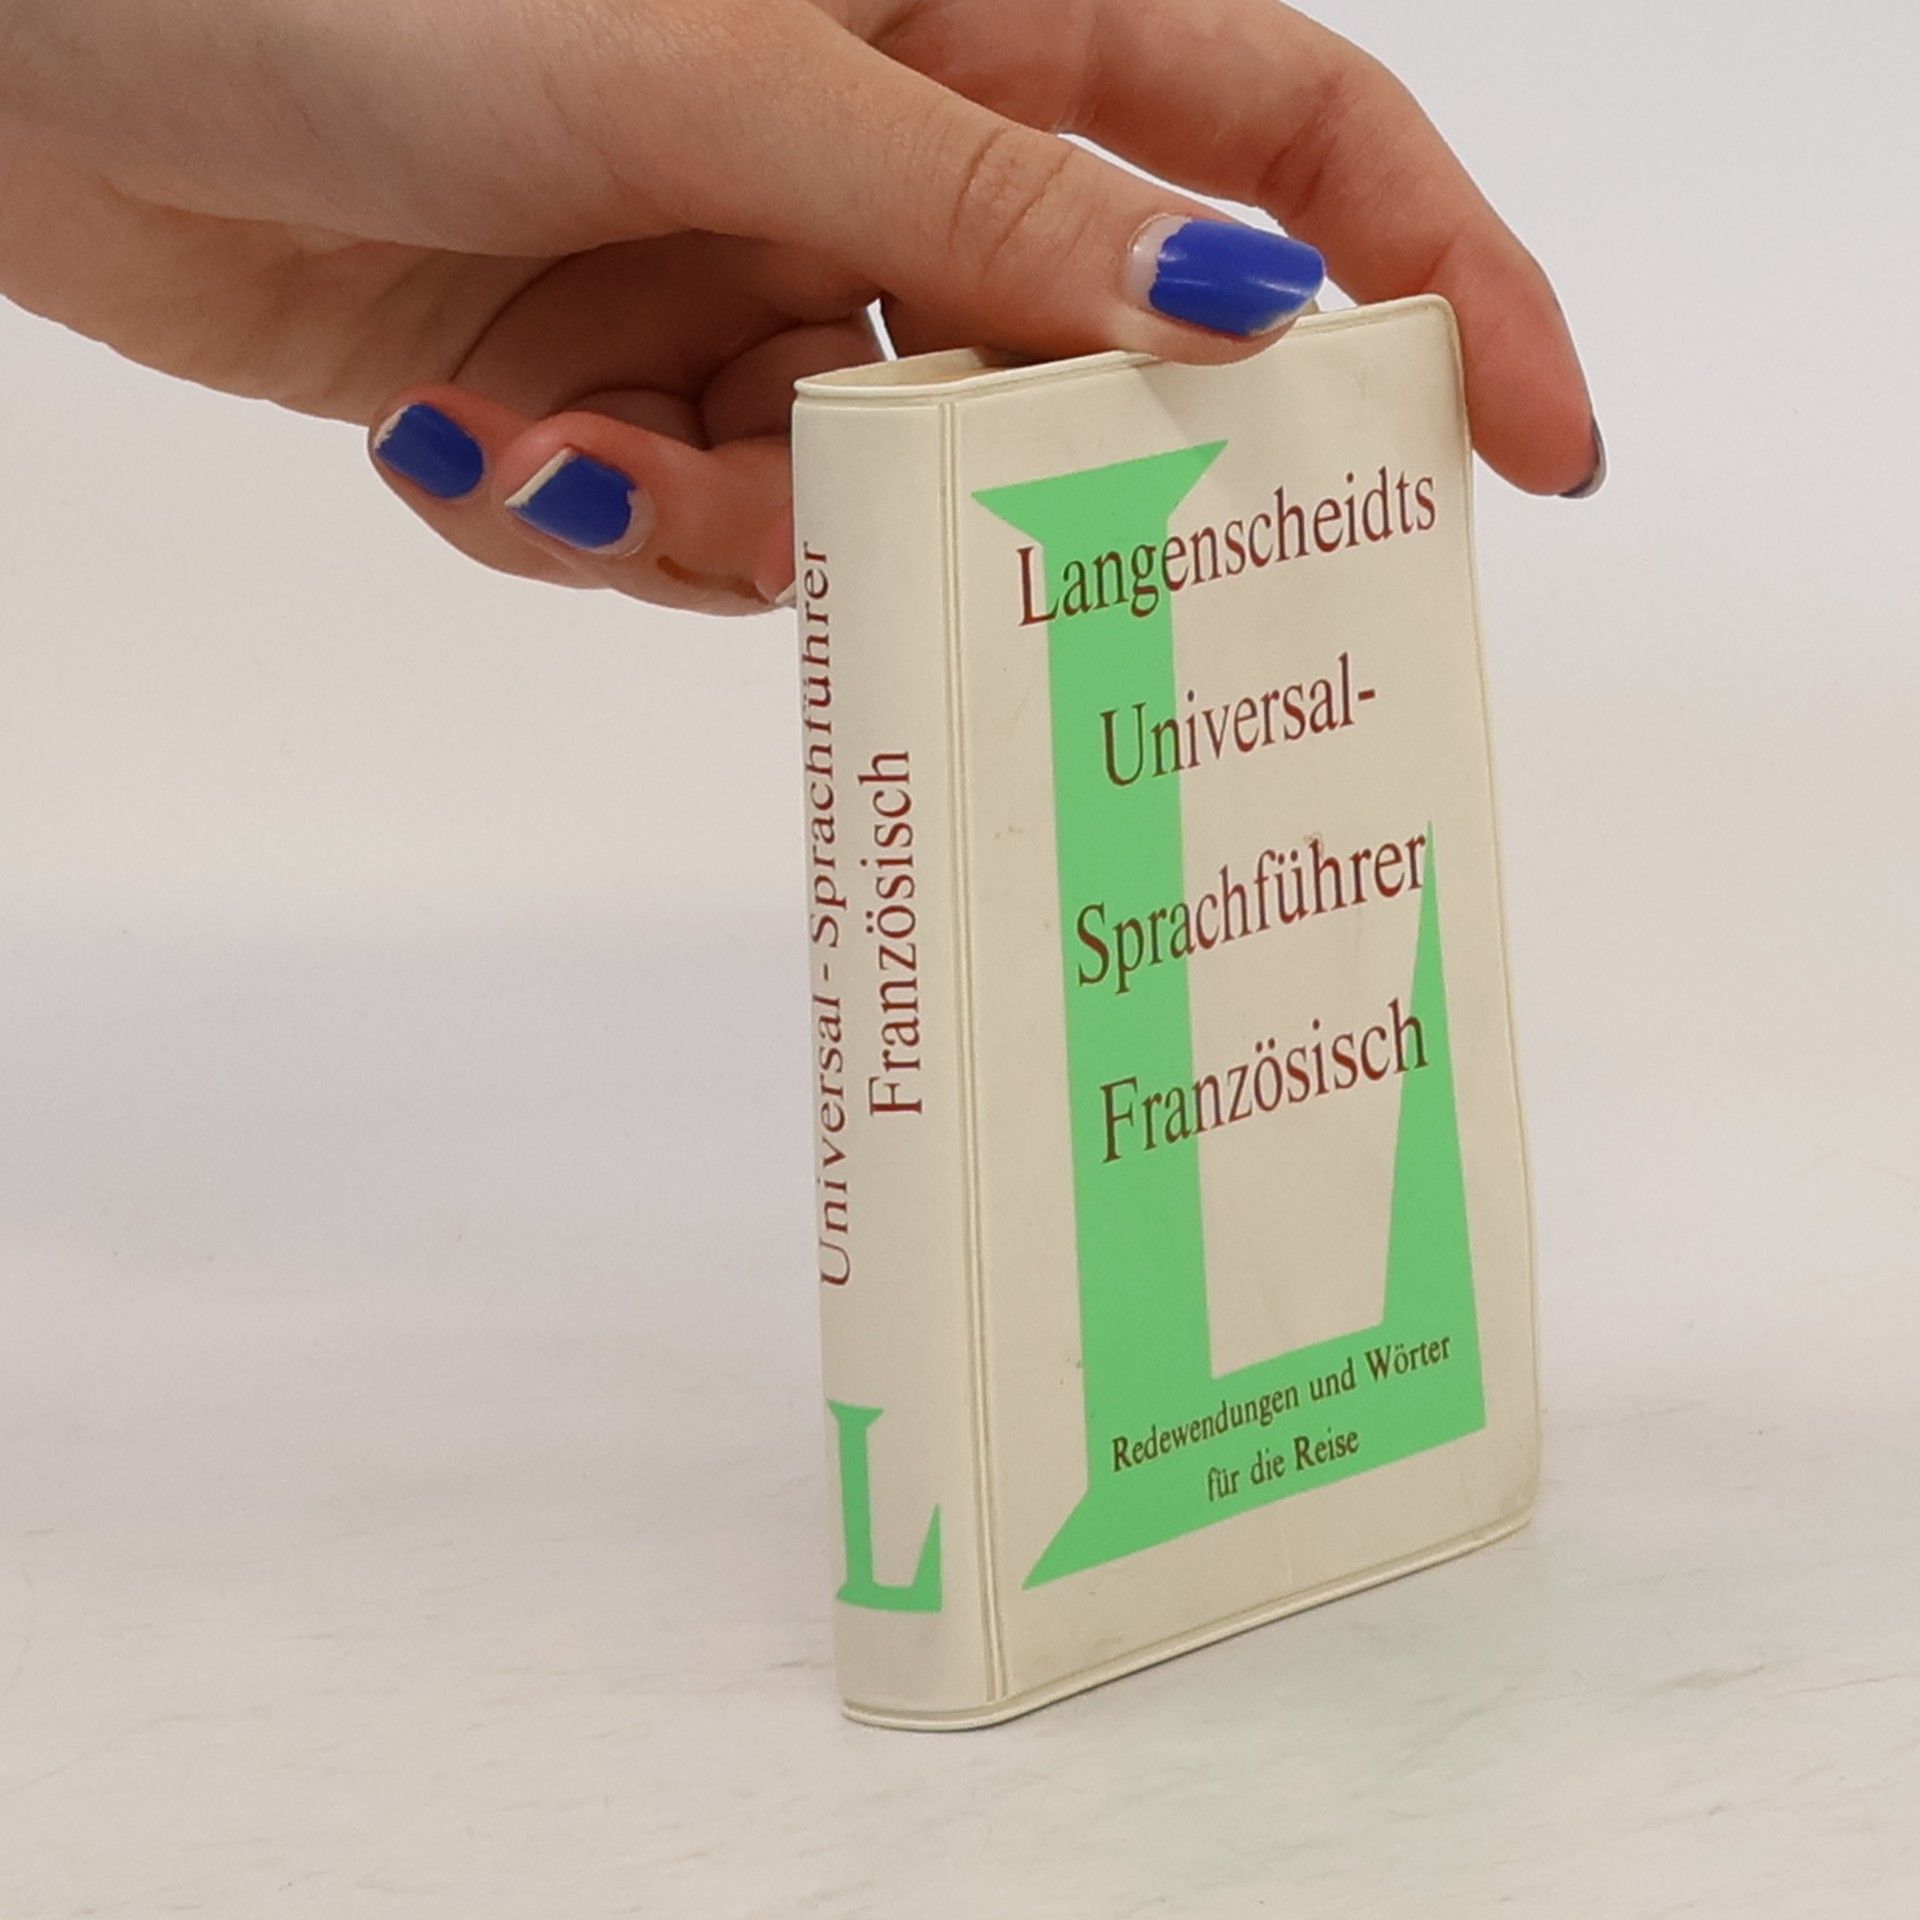 Universal - Sprachführer
Französisch
L
Langenscheidts
Universal-
Sprachführer
Französisch
Redewendungen und Wörter
für die Reise